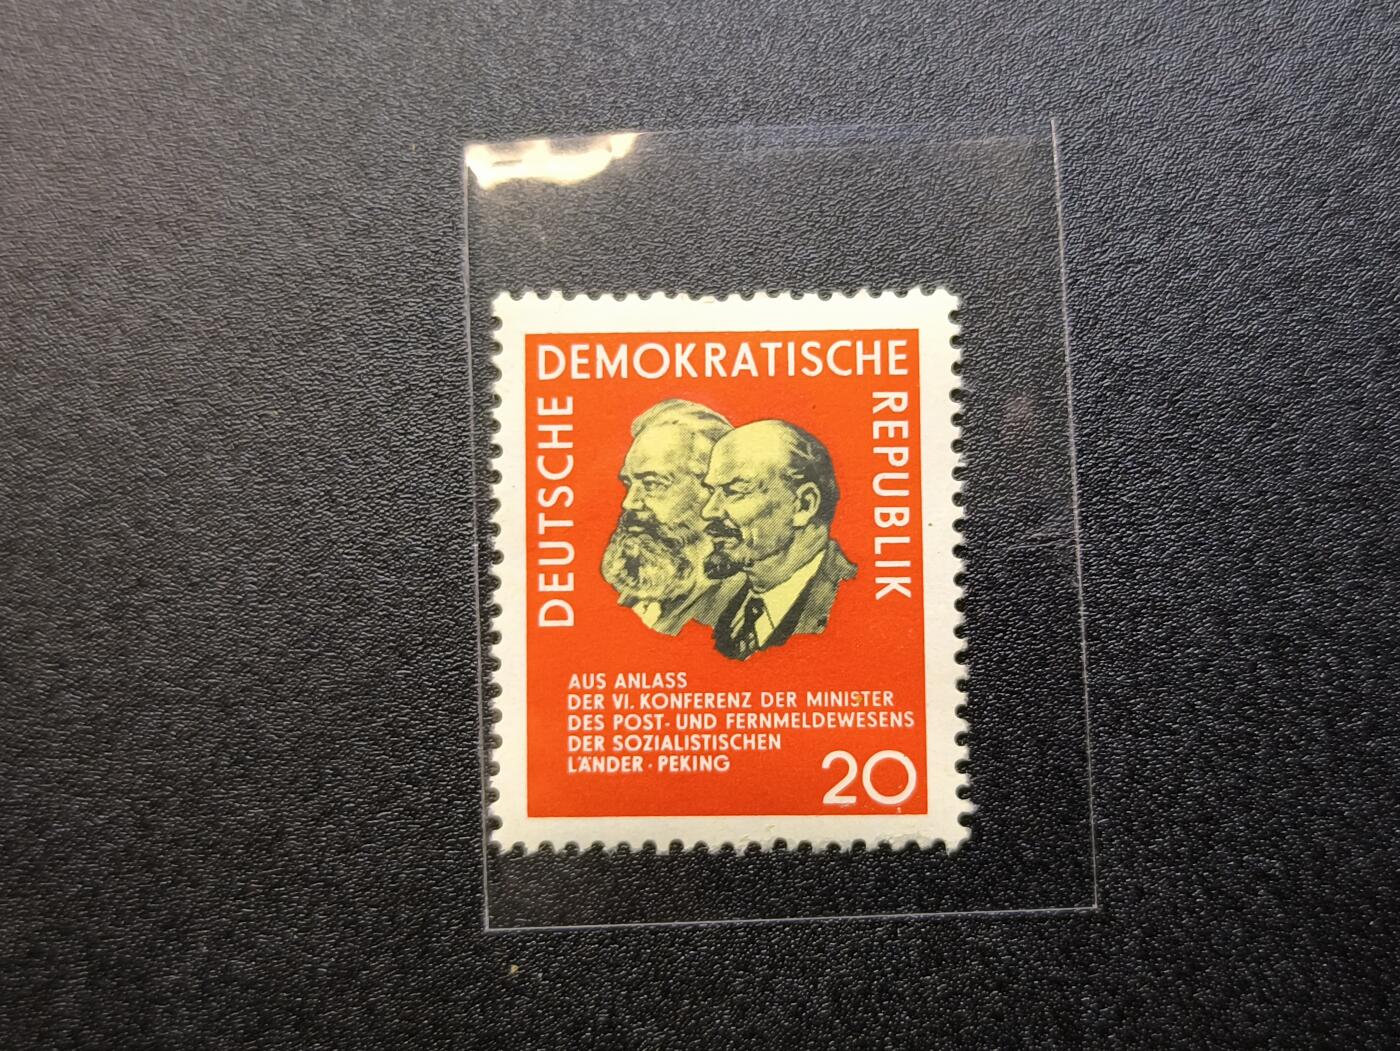 DEUTSCHE
DEMOKRATISCHE
REPUBLIK
AUS ANLASS
DER VI. KONFERENZ DER MINISTER
DES POST- UND FERNMELDEWESENS
DER SOZIALISTISCHEN
LÄNDER · PEKING
20